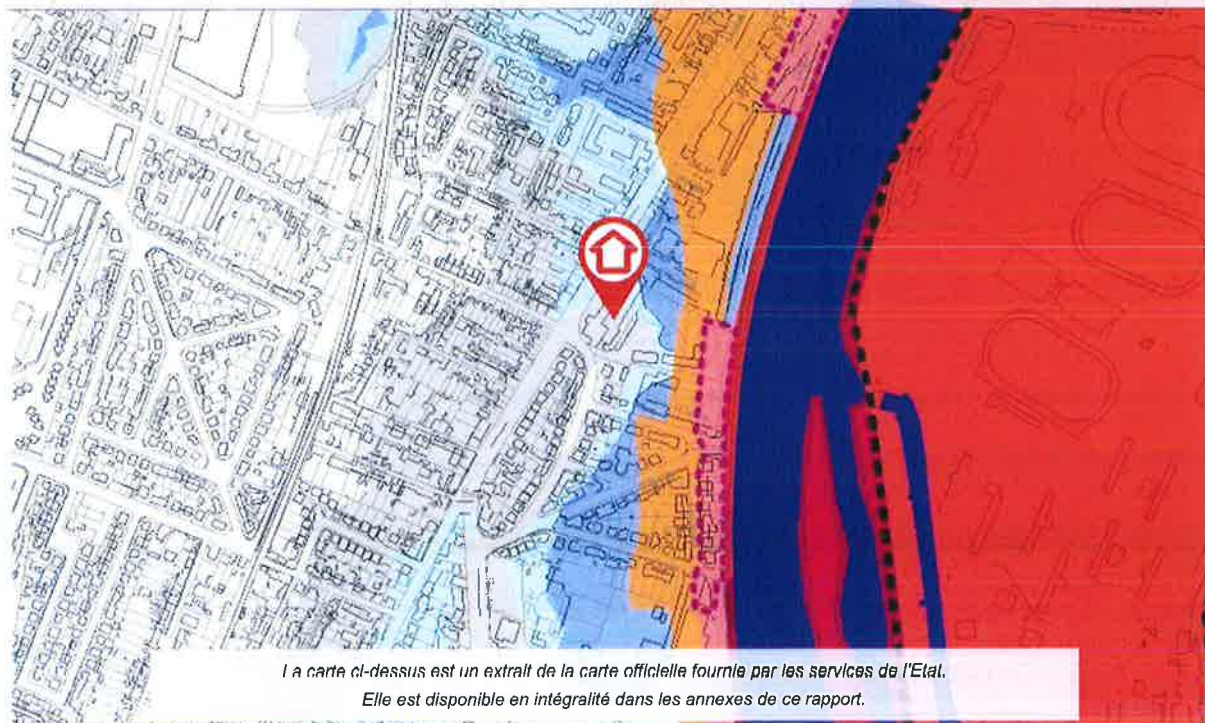 La carte ci-dessus est un extrait de la carte officielle fournie par les services de l'Etat.
Elle est disponible en intégralité dans les annexes de ce rapport.